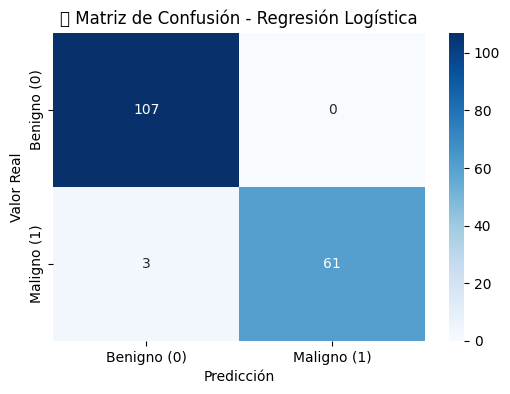 Matriz de Confusión - Regresión Logística
Valor Real
Benigno (0)
107
0
Maligno (1)
3
61
Benigno (0)
Maligno (1)
Predicción
100
80
60
40
20
0